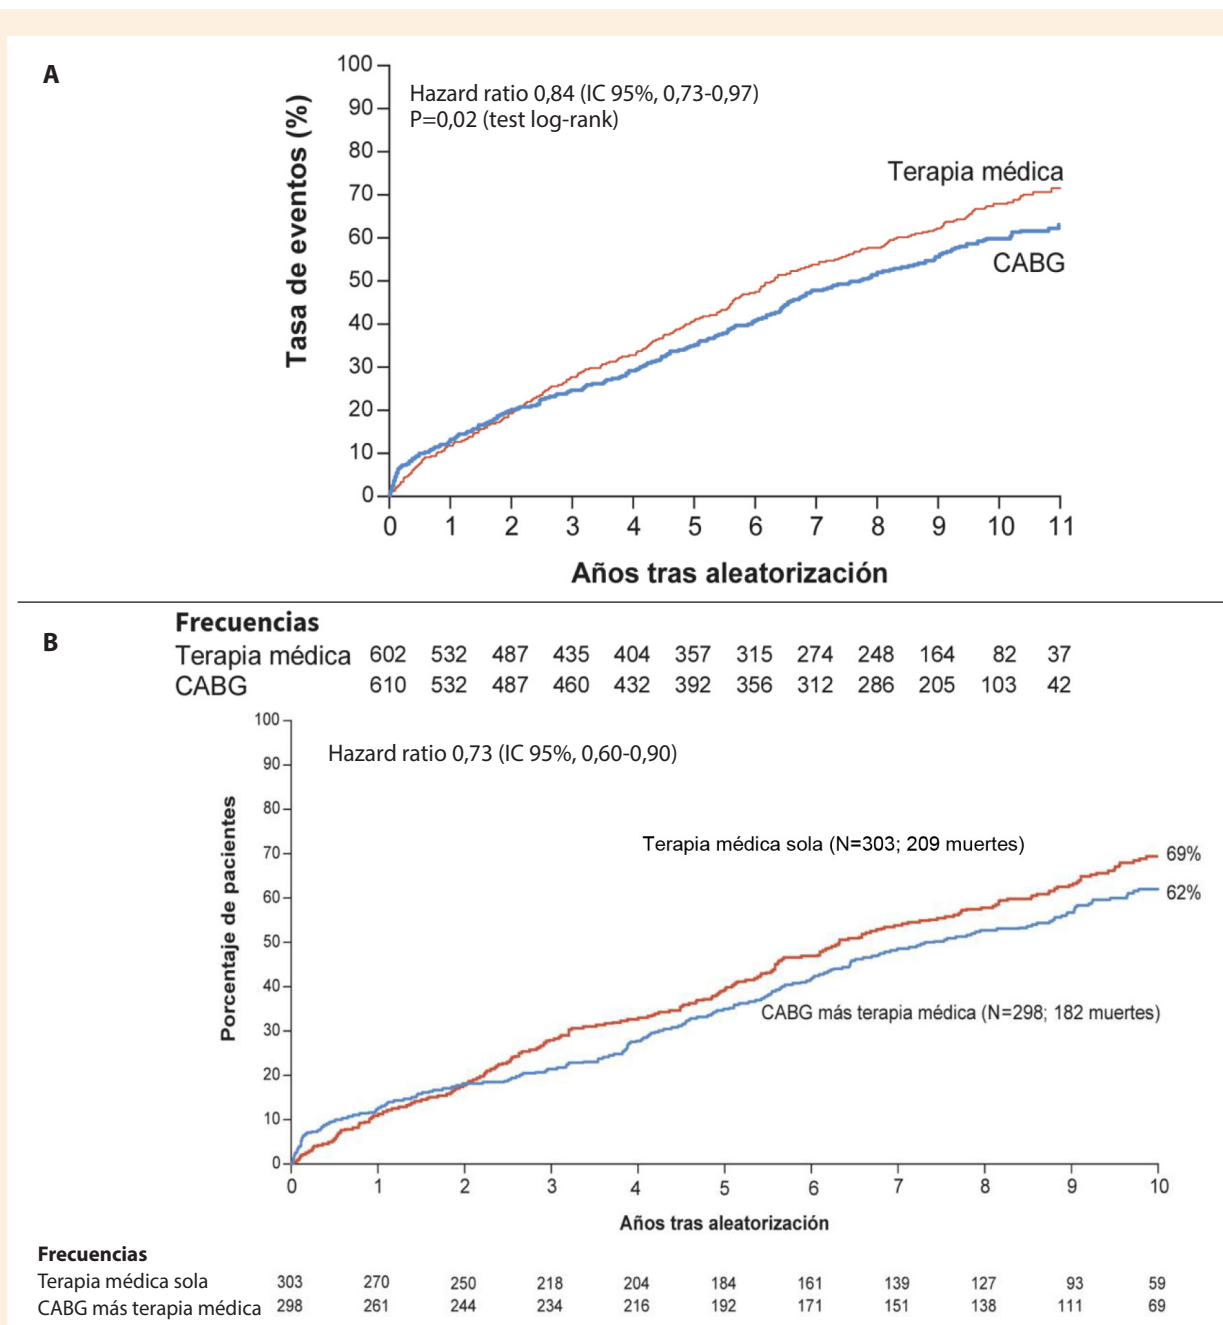 A
Hazard ratio 0,84 (IC 95%, 0,73-0,97)
P=0,02 (test log-rank)
Tasa de eventos (%)
100
90
80
70
60
50
40
30
20
10
0
Terapia médica
CABG
0 1 2 3 4 5 6 7 8 9 10 11
Años tras aleatorización
B
Frecuencias
Terapia médica 602 532 487 435 404 357 315 274 248 164 82 37
CABG 610 532 487 460 432 392 356 312 286 205 103 42
Hazard ratio 0,73 (IC 95%, 0,60-0,90)
Porcentaje de pacientes
100
90
80
70
60
50
40
30
20
10
0
Terapia médica sola (N=303; 209 muertes)
69%
62%
CABG más terapia médica (N=298; 182 muertes)
0 1 2 3 4 5 6 7 8 9 10
Años tras aleatorización
Frecuencias
Terapia médica sola 303 270 250 218 204 184 161 139 127 93 59
CABG más terapia médica 298 261 244 234 216 192 171 151 138 111 69